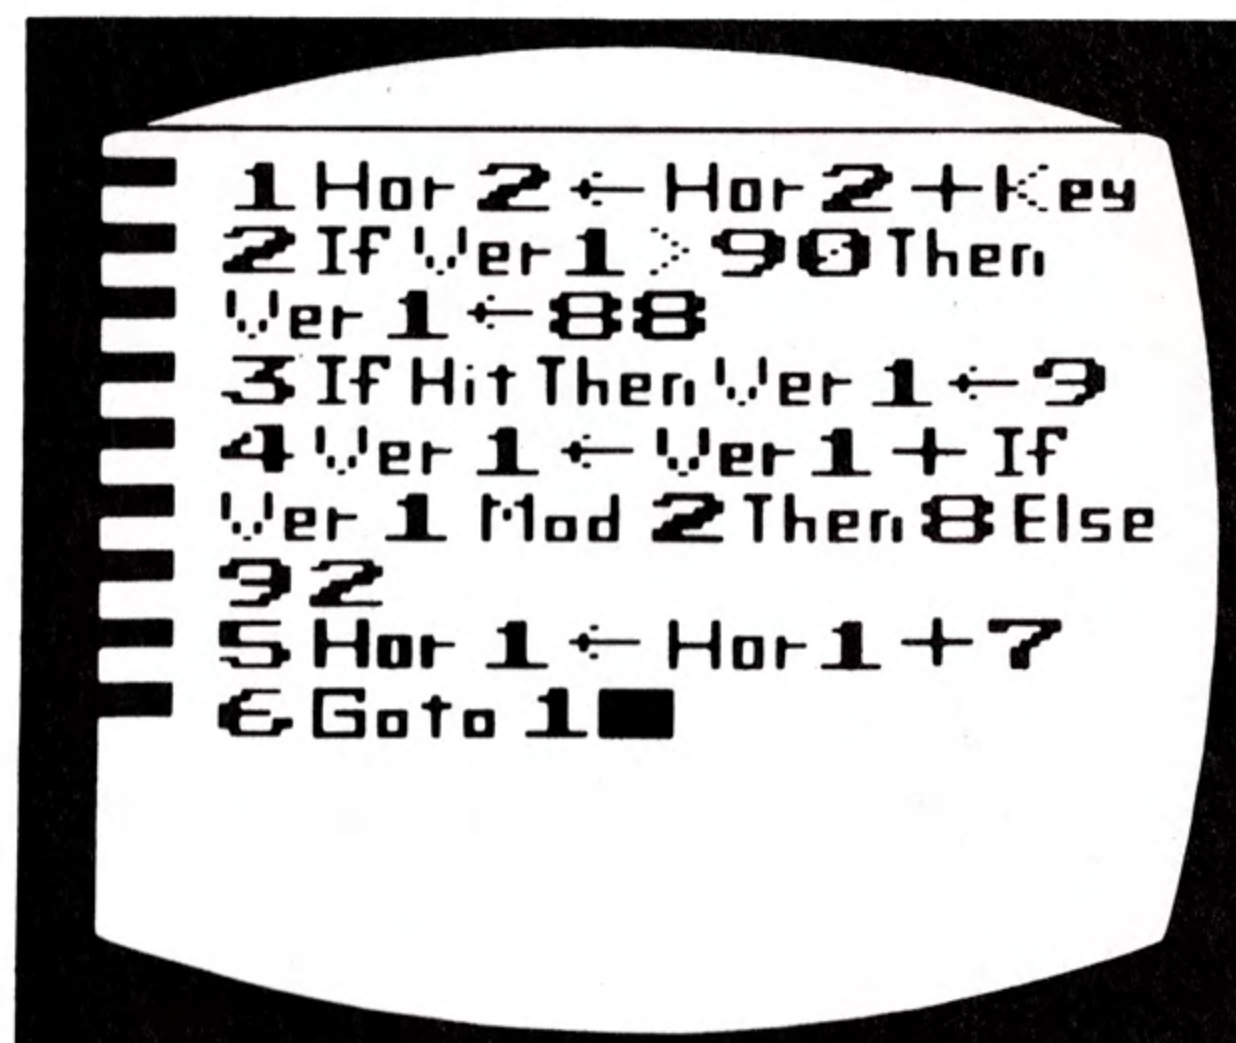 1 Hor 2 ← Hor 2 + Key
2 If Ver 1 > 90 Then
Ver 1 ← 88
3 If Hit Then Ver 1 ← 9
4 Ver 1 ← Ver 1 + If
Ver 1 Mod 2 Then 8 Else
92
5 Hor 1 ← Hor 1 + 7
6 Goto 1